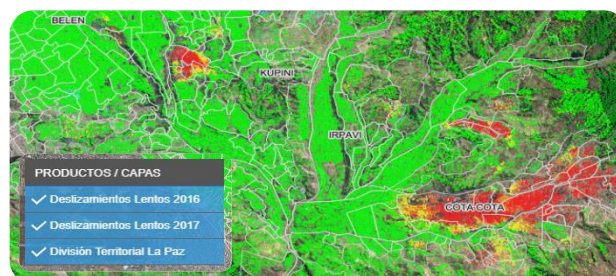 BELEN
KUPINI
IRPAVI
PRODUCTOS / CAPAS
Deslizamientos Lentos 2016
COTA COTA
Deslizamientos Lentos 2017
División Territorial La Paz